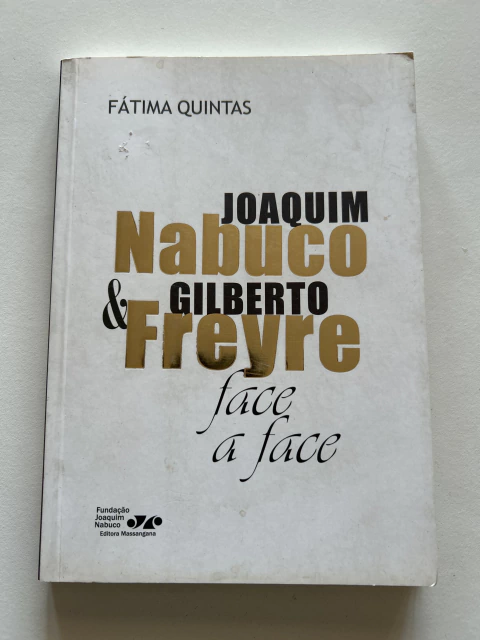 FÁTIMA QUINTAS
JOAQUIM
Nabuco
& GILBERTO
Freyre
face
a face
Fundação
Joaquim
Nabuco
Editora Massangana